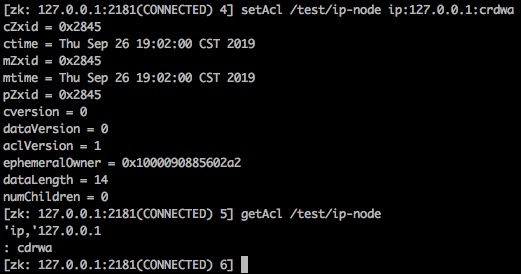 [zk: 127.0.0.1:2181(CONNECTED) 4] setAcl /test/ip-node ip:127.0.0.1:crdwa
cZxid = 0x2845
ctime = Thu Sep 26 19:02:00 CST 2019
mZxid = 0x2845
mtime = Thu Sep 26 19:02:00 CST 2019
pZxid = 0x2845
cversion = 0
dataVersion = 0
aclVersion = 1
ephemeralOwner = 0x1000090885602a2
dataLength = 14
numChildren = 0
[zk: 127.0.0.1:2181(CONNECTED) 5] getAcl /test/ip-node
'ip,'127.0.0.1
: cdrwa
[zk: 127.0.0.1:2181(CONNECTED) 6]